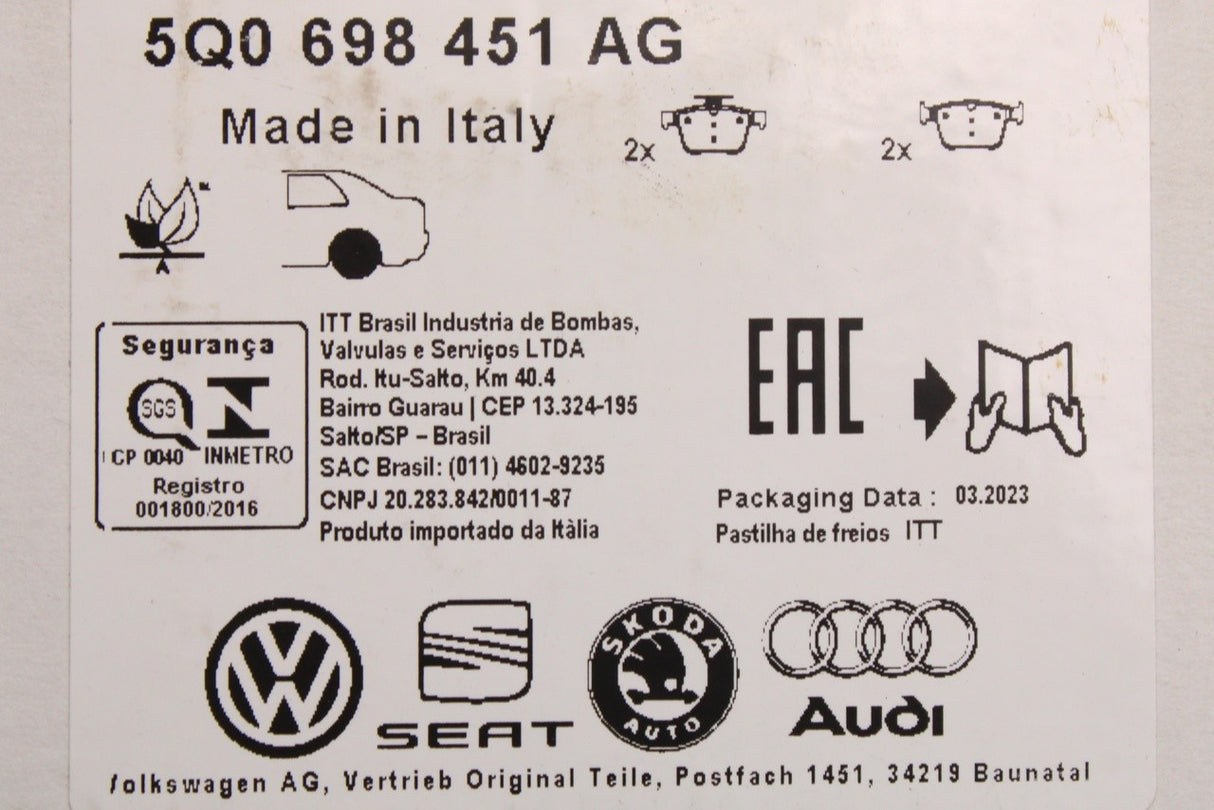 5Q0 698 451 AG
Made in Italy
2x
2x
Segurança
SGS
CP 0040 INMETRO
Registro
001800/2016
ITT Brasil Industria de Bombas,
Valvulas e Serviços LTDA
Rod. Itu-Salto, Km 40.4
Bairro Guarau | CEP 13.324-195
Salto/SP – Brasil
SAC Brasil: (011) 4602-9235
CNPJ 20.283.842/0011-87
Produto importado da Itàlia
EAC
Packaging Data : 03.2023
Pastilha de freios ITT
VW
SEAT
SKODA
AUTO
Audi
Volkswagen AG, Vertrieb Original Teile, Postfach 1451, 34219 Baunatal